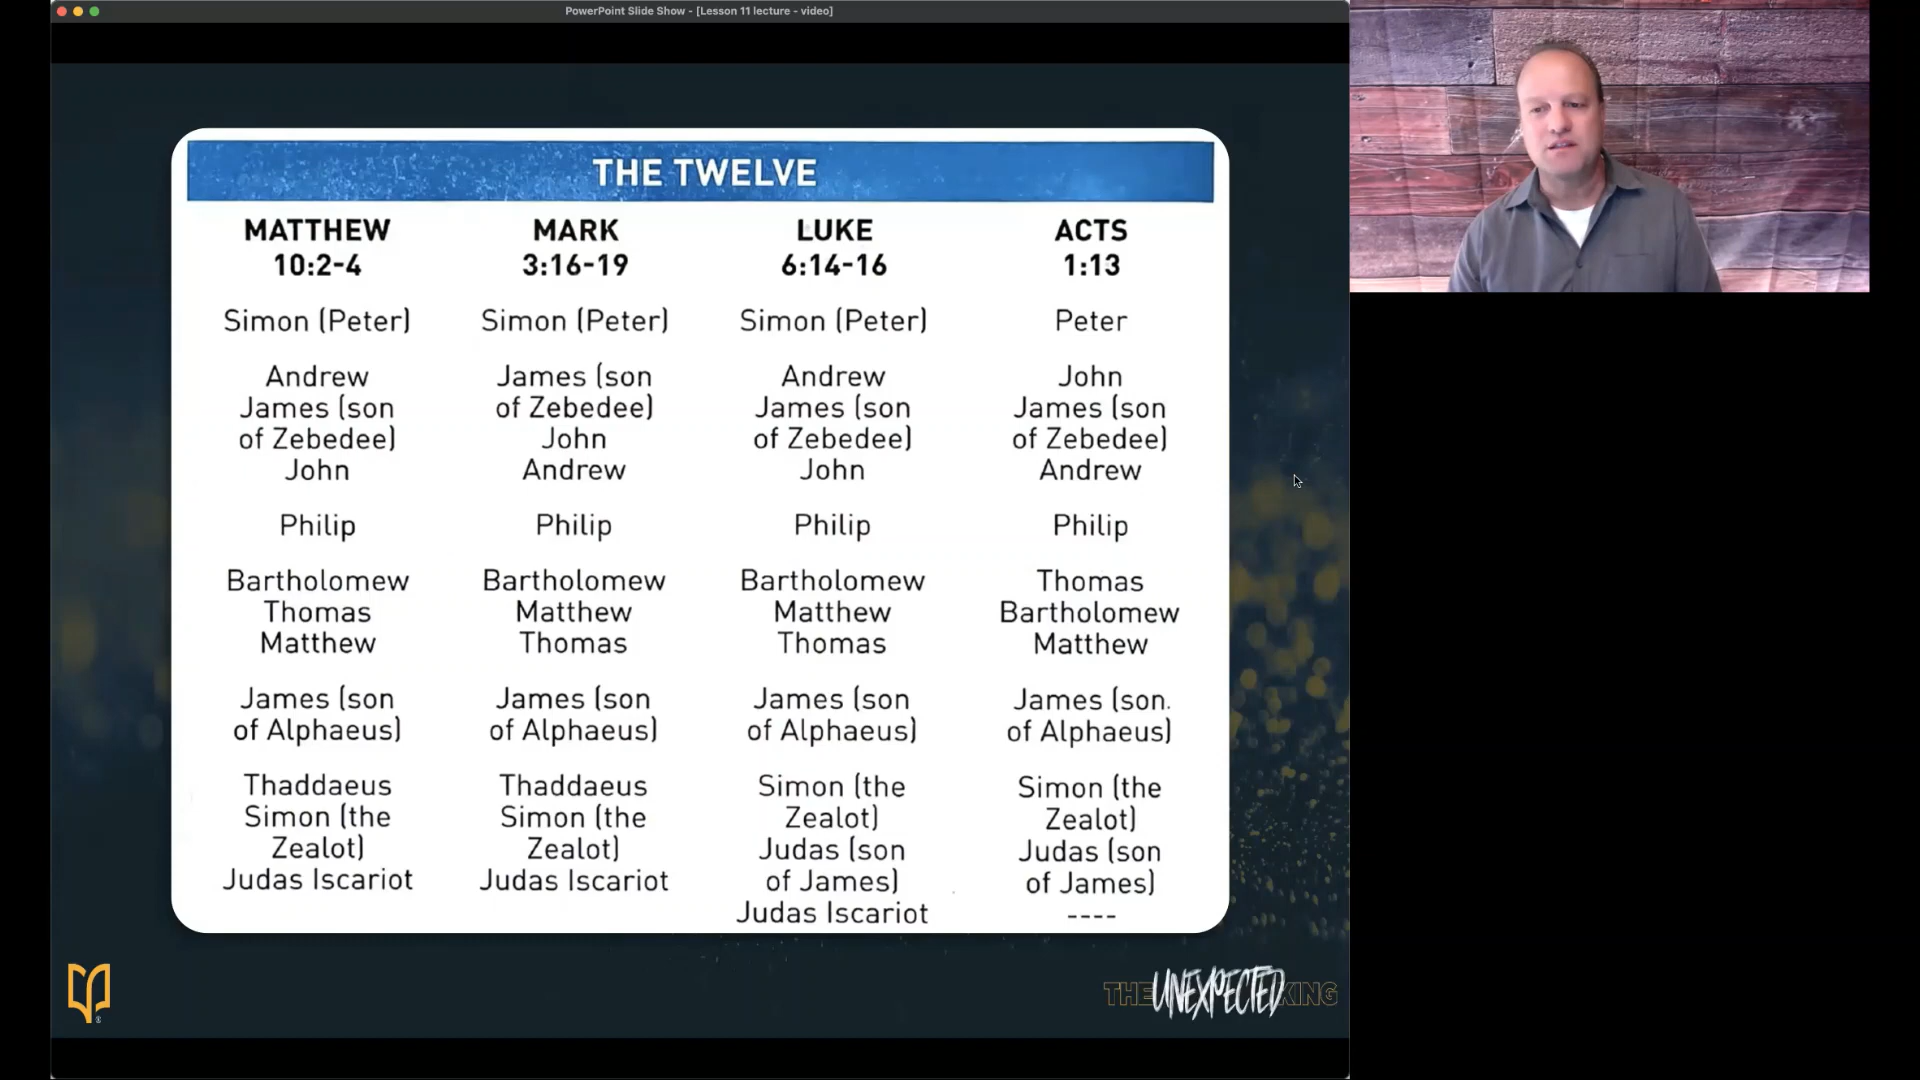 PowerPoint Slide Show - [Lesson 11 lecture - video]
THE TWELVE
MATTHEW
10:2-4
Simon (Peter)
Andrew
James (son
of Zebedee)
John
Philip
Bartholomew
Thomas
Matthew
James (son
of Alphaeus)
Thaddaeus
Simon (the
Zealot)
Judas Iscariot
MARK
3:16-19
Simon (Peter)
James (son
of Zebedee)
John
Andrew
Philip
Bartholomew
Matthew
Thomas
James (son
of Alphaeus)
Thaddaeus
Simon (the
Zealot)
Judas Iscariot
LUKE
6:14-16
Simon (Peter)
Andrew
James (son
of Zebedee)
John
Philip
Bartholomew
Matthew
Thomas
James (son
of Alphaeus)
Simon (the
Zealot)
Judas (son
of James)
Judas Iscariot
ACTS
1:13
Peter
John
James (son
of Zebedee)
Andrew
Philip
Thomas
Bartholomew
Matthew
James (son.
of Alphaeus)
Simon (the
Zealot)
Judas (son
of James)
----
®
THE UNEXPECTED KING